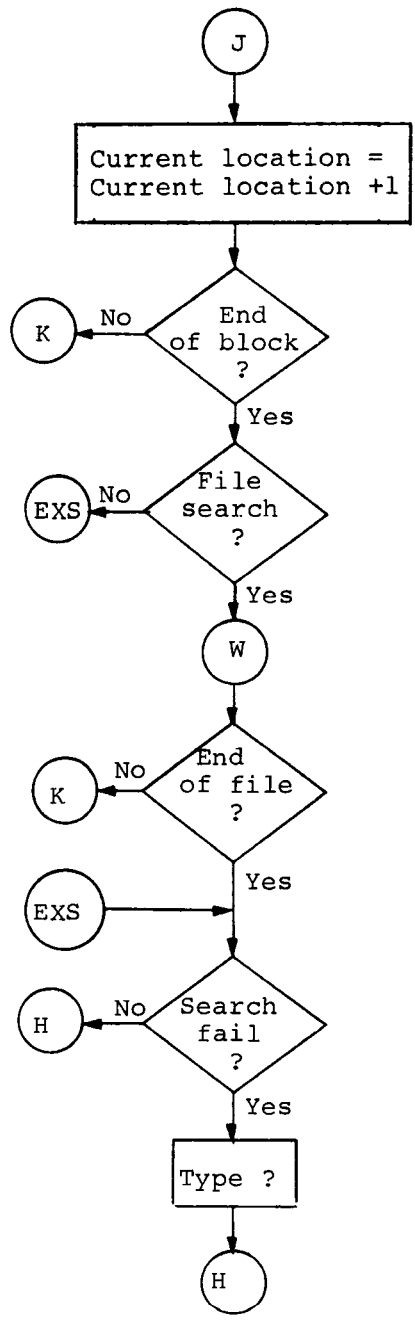 J
Current location =
Current location +1
End
of block
?
No
K
Yes
File
search
?
No
EXS
Yes
W
End
of file
?
No
K
Yes
EXS
Search
fail
?
No
H
Yes
Type ?
H